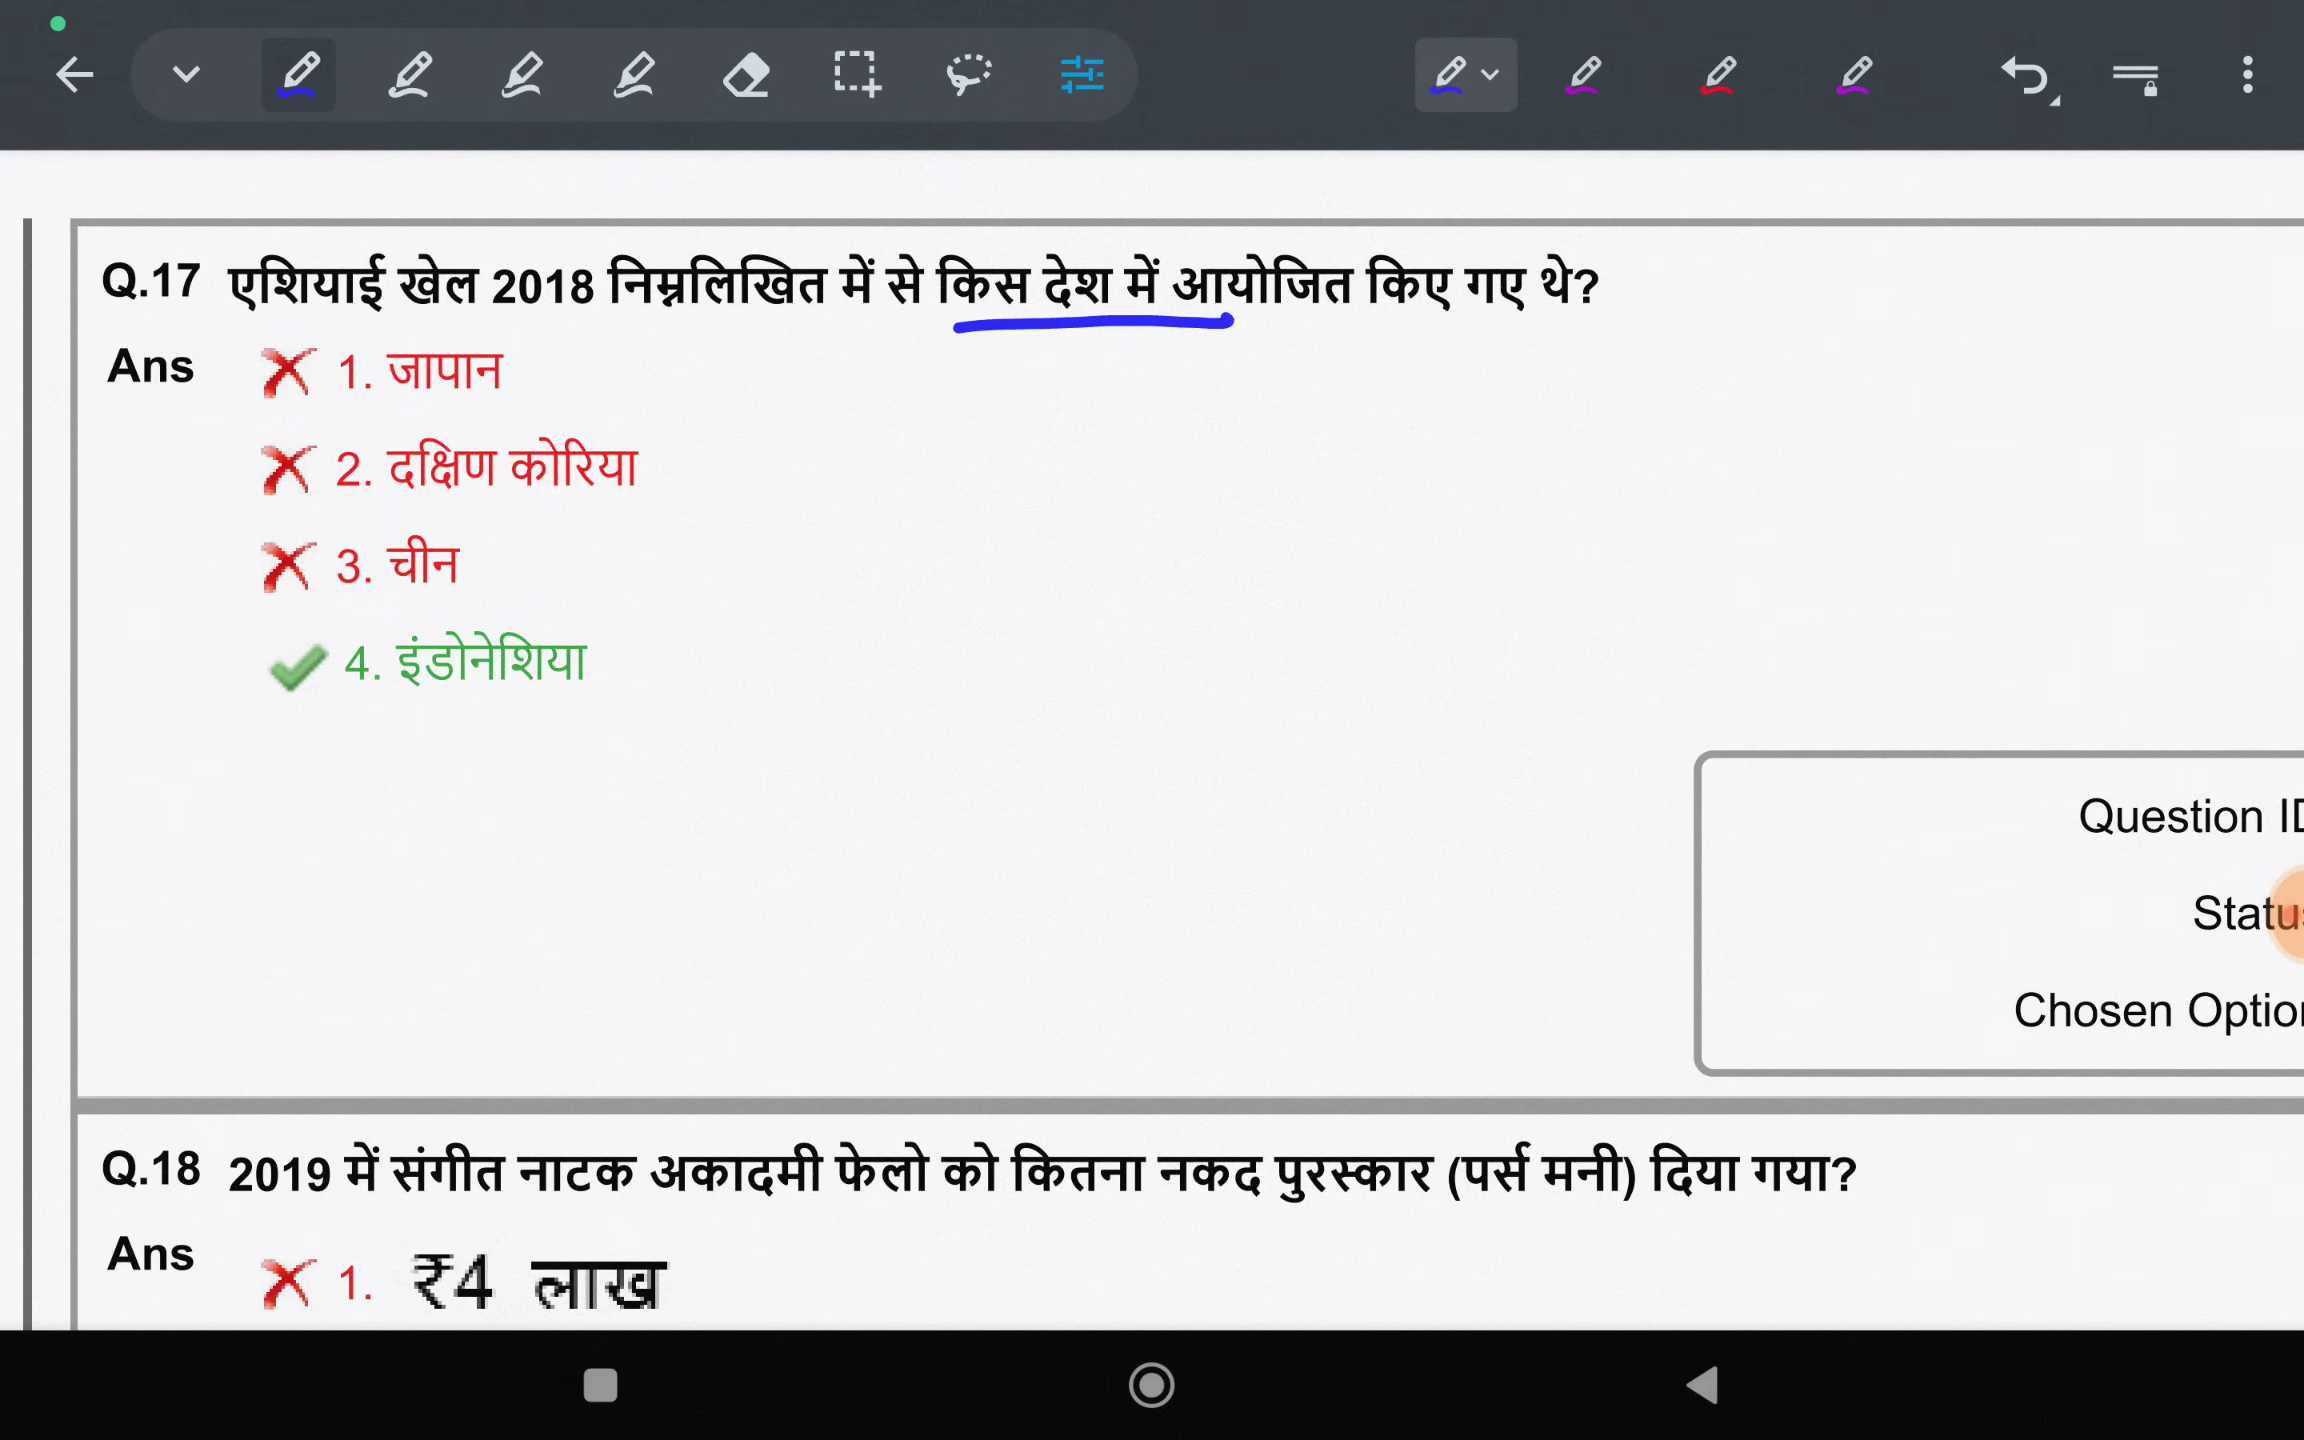 Q.17 एशियाई खेल 2018 निम्नलिखित में से किस देश में आयोजित किए गए थे?
Ans 1. जापान
2. दक्षिण कोरिया
3. चीन
4. इंडोनेशिया
Question ID
Status
Chosen Option
Q.18 2019 में संगीत नाटक अकादमी फेलो को कितना नकद पुरस्कार (पर्स मनी) दिया गया?
Ans 1. ₹4 लाख